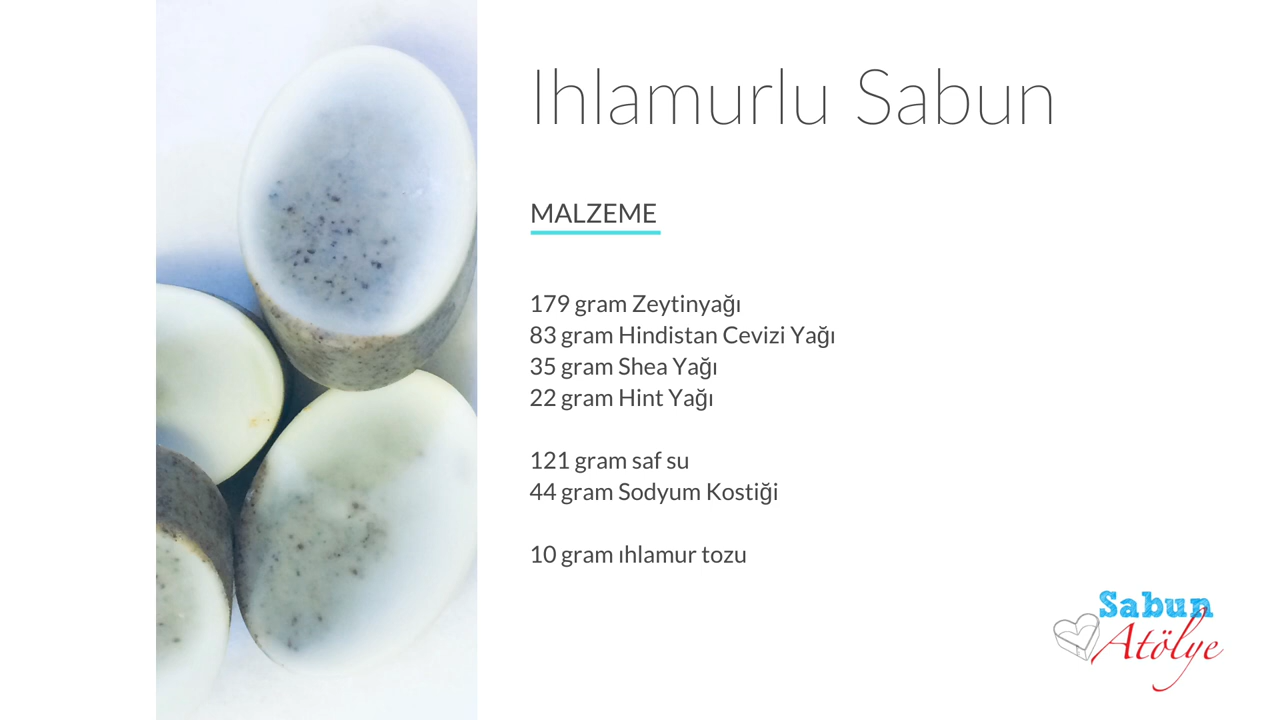 Ihlamurlu Sabun
MALZEME
179 gram Zeytinyağı
83 gram Hindistan Cevizi Yağı
35 gram Shea Yağı
22 gram Hint Yağı
121 gram saf su
44 gram Sodyum Kostiği
10 gram ıhlamur tozu
Sabun
Atölye